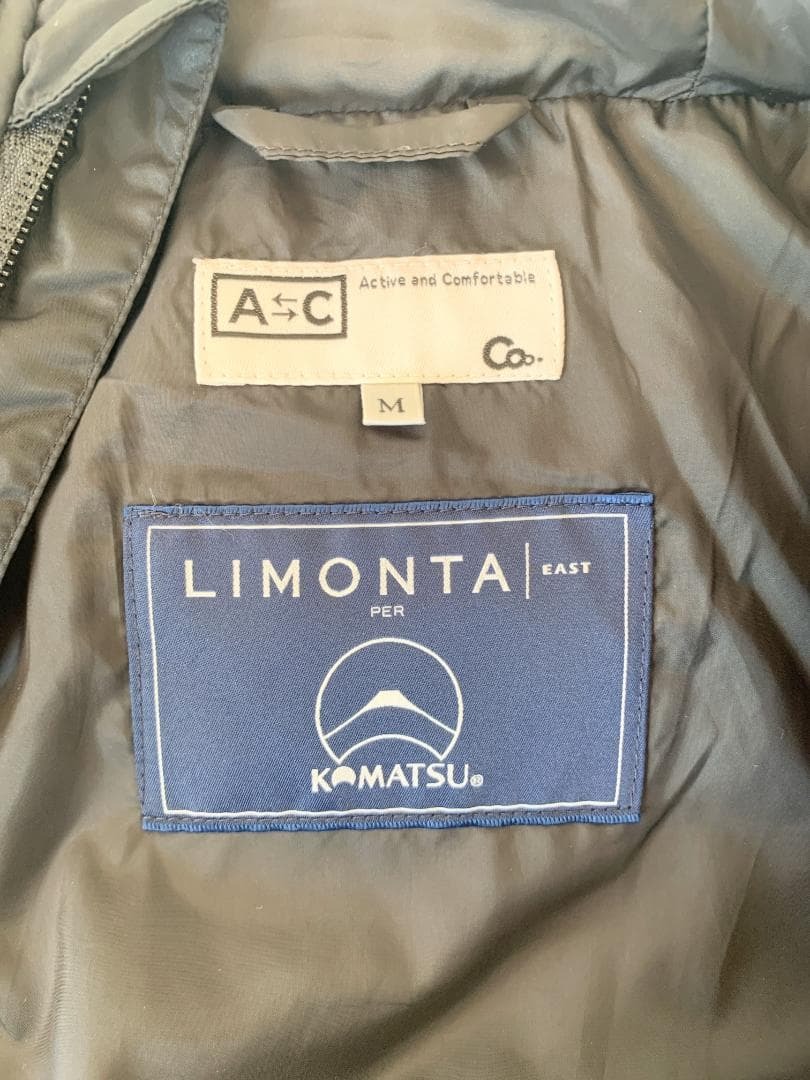 A⇆C Active and Comfortable
Co.
M
LIMONTA | EAST
PER
KOMATSU®